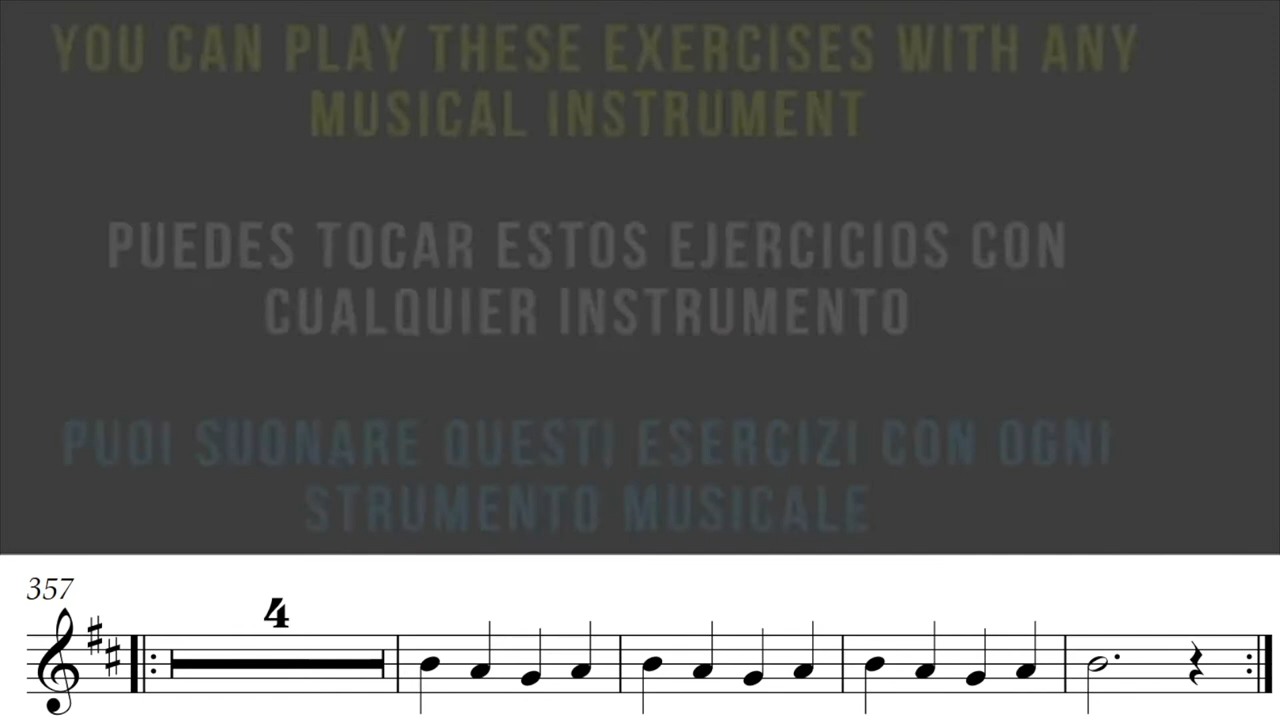 YOU CAN PLAY THESE EXERCISES WITH ANY
MUSICAL INSTRUMENT
PUEDES TOCAR ESTOS EJERCICIOS CON
CUALQUIER INSTRUMENTO
PUOI SUONARE QUESTI ESERCIZI CON OGNI
STRUMENTO MUSICALE
357
4